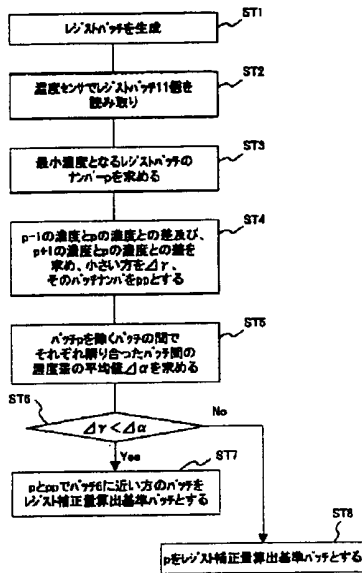 ST1
レジストパッチを生成
ST2
濃度センサでレジストパッチ11個を
読み取り
ST3
最小濃度となるレジストパッチの
ナンバーpを求める
ST4
p-1の濃度とpの濃度との差及び、
p+1の濃度とpの濃度との差を
求め、小さい方をΔγ、
そのパッチナンバをppとする
ST5
パッチpを除くパッチの間で
それぞれ隣り合ったパッチ間の
濃度差の平均値Δαを求める
ST6
Δγ<Δα
No
Yes
ST7
pとppでパッチ6に近い方のパッチを
レジスト補正量算出基準パッチとする
ST8
pをレジスト補正量算出基準パッチとする